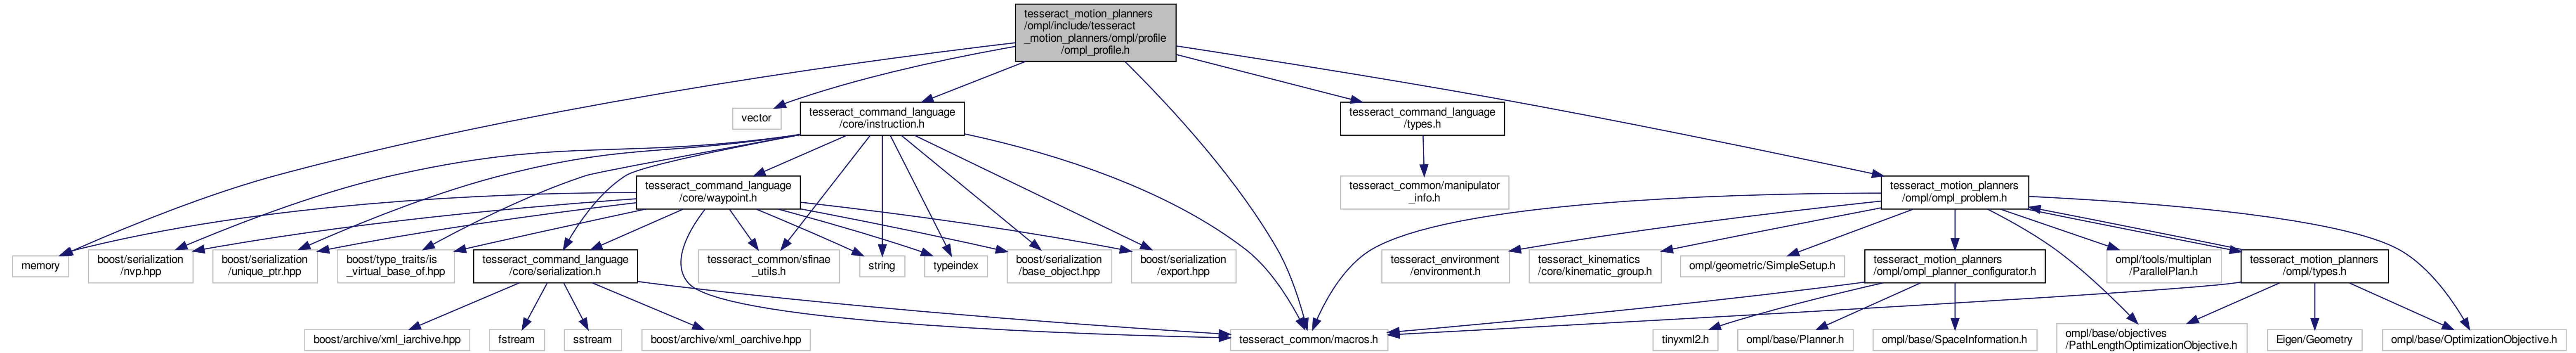 tesseract_motion_planners
/ompl/include/tesseract
_motion_planners/ompl/profile
/ompl_profile.h
vector
tesseract_command_language
/core/instruction.h
tesseract_command_language
/types.h
tesseract_command_language
/core/waypoint.h
tesseract_common/manipulator
_info.h
tesseract_motion_planners
/ompl/ompl_problem.h
memory
boost/serialization
/nvp.hpp
boost/serialization
/unique_ptr.hpp
boost/type_traits/is
_virtual_base_of.hpp
tesseract_command_language
/core/serialization.h
tesseract_common/sfinae
_utils.h
string
typeindex
boost/serialization
/base_object.hpp
boost/serialization
/export.hpp
tesseract_environment
/environment.h
tesseract_kinematics
/core/kinematic_group.h
ompl/geometric/SimpleSetup.h
tesseract_motion_planners
/ompl/ompl_planner_configurator.h
ompl/tools/multiplan
/ParallelPlan.h
tesseract_motion_planners
/ompl/types.h
boost/archive/xml_iarchive.hpp
fstream
sstream
boost/archive/xml_oarchive.hpp
tesseract_common/macros.h
tinyxml2.h
ompl/base/Planner.h
ompl/base/SpaceInformation.h
ompl/base/objectives
/PathLengthOptimizationObjective.h
Eigen/Geometry
ompl/base/OptimizationObjective.h